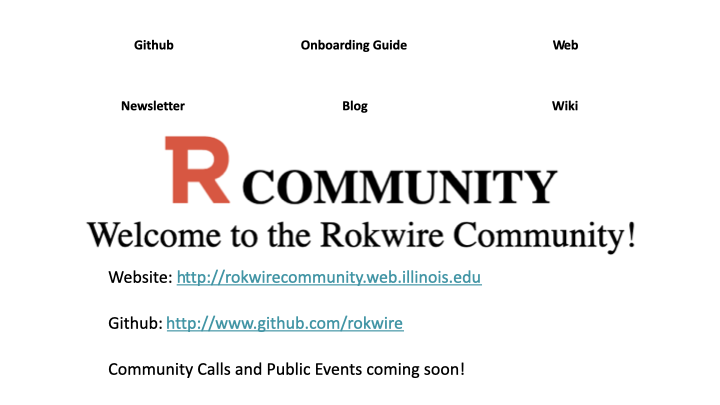 Github Onboarding Guide Web
Newsletter Blog Wiki
R COMMUNITY
Welcome to the Rokwire Community!
Website: http://rokwirecommunity.web.illinois.edu
Github: http://www.github.com/rokwire
Community Calls and Public Events coming soon!